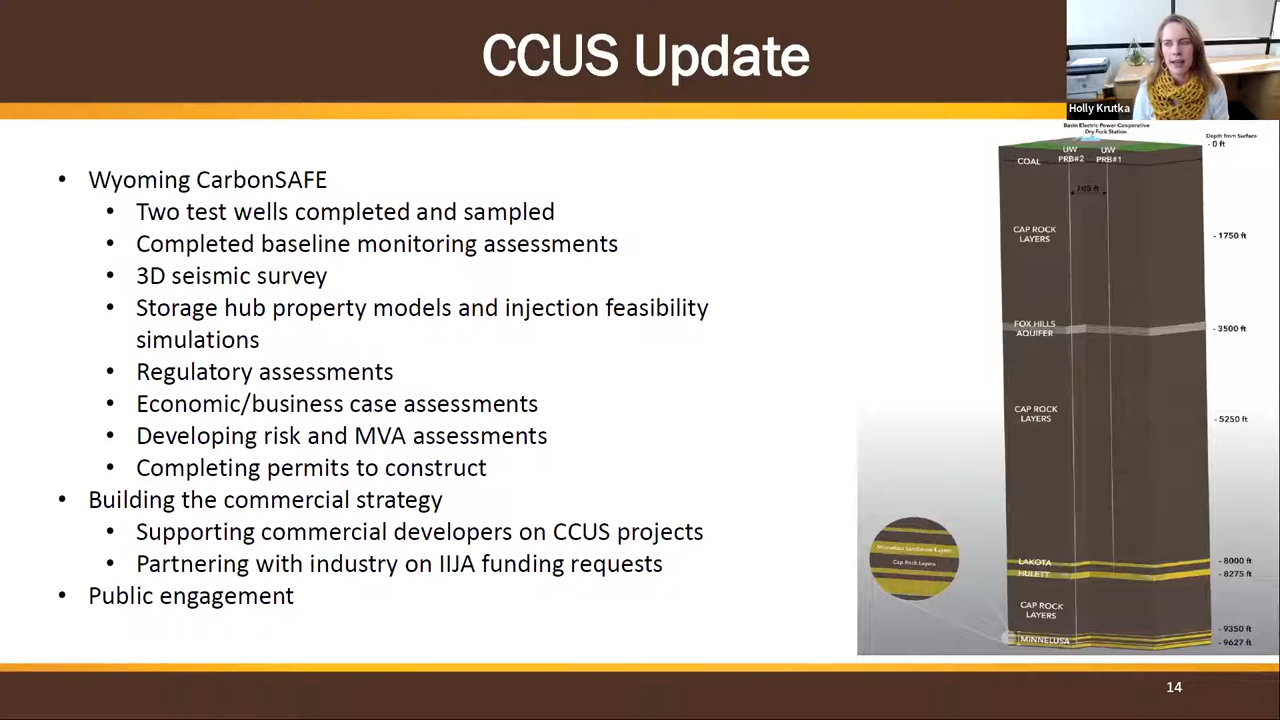 CCUS Update
Holly Krutka
• Wyoming CarbonSAFE
• Two test wells completed and sampled
• Completed baseline monitoring assessments
• 3D seismic survey
• Storage hub property models and injection feasibility
simulations
• Regulatory assessments
• Economic/business case assessments
• Developing risk and MVA assessments
• Completing permits to construct
• Building the commercial strategy
• Supporting commercial developers on CCUS projects
• Partnering with industry on IIJA funding requests
• Public engagement
Basin Electric Power Cooperative
Dry Fork Station
Depth from Surface
- 0 ft
UW
PRB#2
UW
PRB#1
COAL
705 ft
CAP ROCK
LAYERS
- 1750 ft
FOX HILLS
AQUIFER
- 3500 ft
CAP ROCK
LAYERS
- 5250 ft
Minnelusa Sandstone Layers
Cap Rock Layers
LAKOTA
- 8000 ft
HULETT
- 8275 ft
CAP ROCK
LAYERS
- 9350 ft
MINNELUSA
- 9627 ft
14